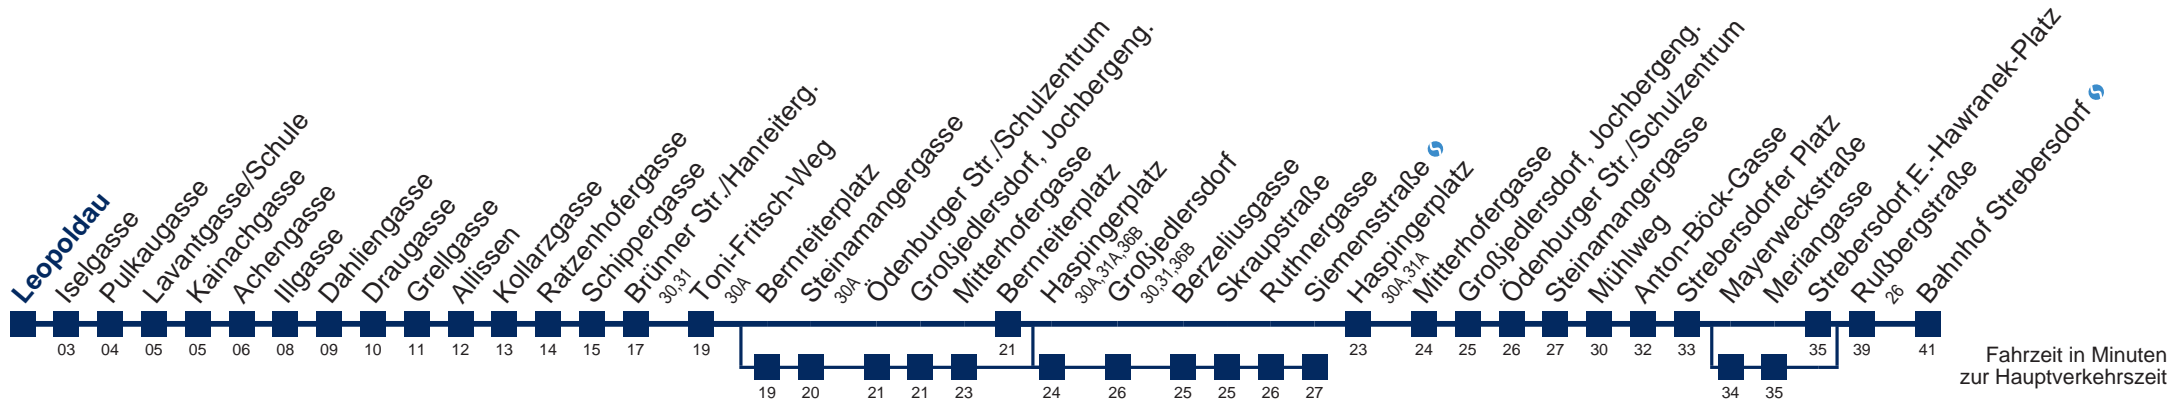 Leopoldau
Iselgasse
Pulkaugasse
Lavantgasse/Schule
Kainachgasse
Achengasse
Illgasse
Dahliengasse
Draugasse
Grellgasse
Allissen
Kollarzgasse
Ratzenhofergasse
Schippergasse
Brünner Str./Hanreiterg.
30,31
Toni-Fritsch-Weg
30A
Bernreiterplatz
Steinamangergasse
30A
Ödenburger Str./Schulzentrum
Großjedlersdorf, Jochbergeng.
Mitterhofergasse
Bernreiterplatz
Haspingerplatz
30A,31A,36B
Großjedlersdorf
30,31,36B
Berzeliusgasse
Skraupstraße
Ruthnergasse
Siemensstraße
Haspingerplatz
30A,31A
Mitterhofergasse
Großjedlersdorf, Jochbergeng.
Ödenburger Str./Schulzentrum
Steinamangergasse
Mühlweg
Anton-Böck-Gasse
Strebersdorfer Platz
Mayerweckstraße
Meriangasse
Strebersdorf,E.-Hawranek-Platz
Rußbergstraße
26
Bahnhof Strebersdorf
03 04 05 05 06 08 09 10 11 12 13 14 15 17 19 21 23 24 25 26 27 30 32 33 35 39 41
19 20 21 21 23 24 26 25 25 26 27 34 35
Fahrzeit in Minuten
zur Hauptverkehrszeit